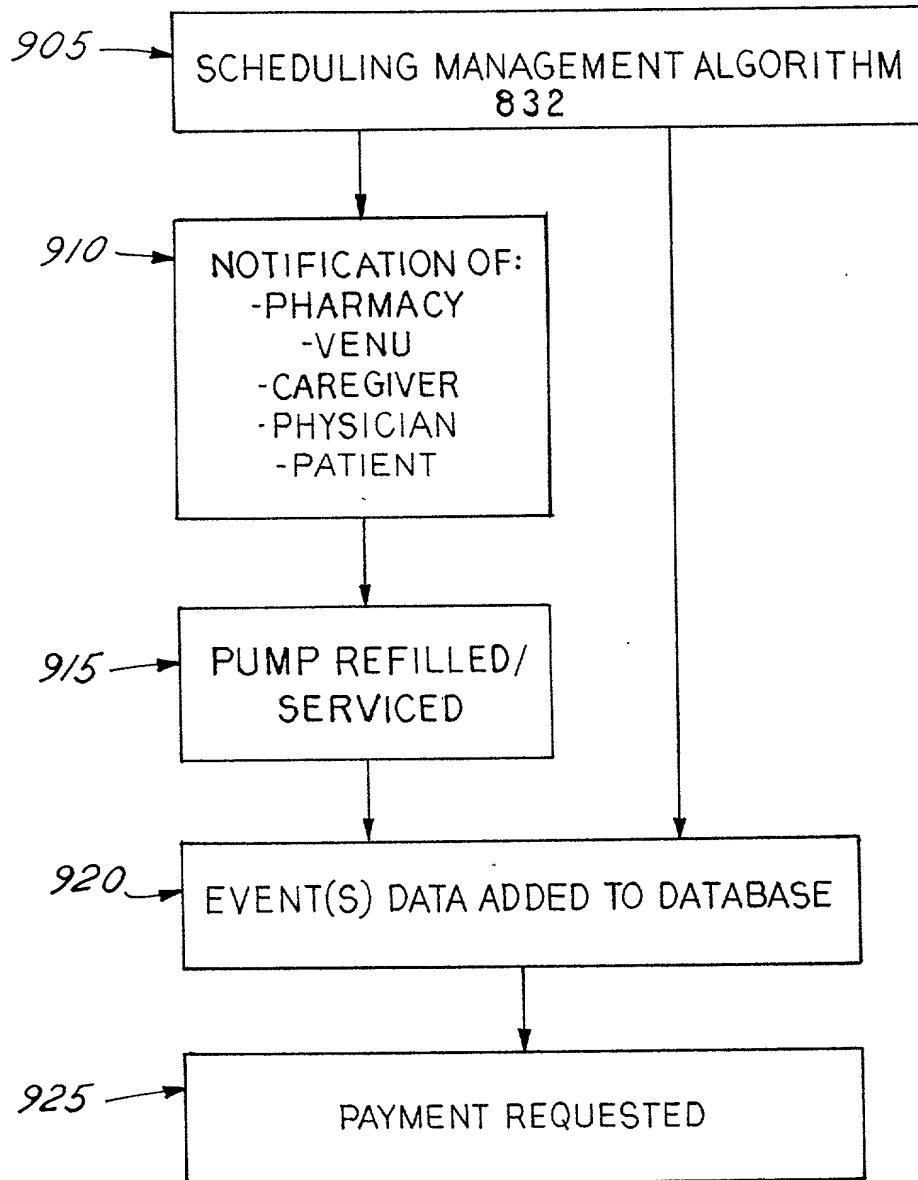 905
SCHEDULING MANAGEMENT ALGORITHM
832
910
NOTIFICATION OF:
-PHARMACY
-VENU
-CAREGIVER
-PHYSICIAN
-PATIENT
915
PUMP REFILLED/
SERVICED
920
EVENT(S) DATA ADDED TO DATABASE
925
PAYMENT REQUESTED